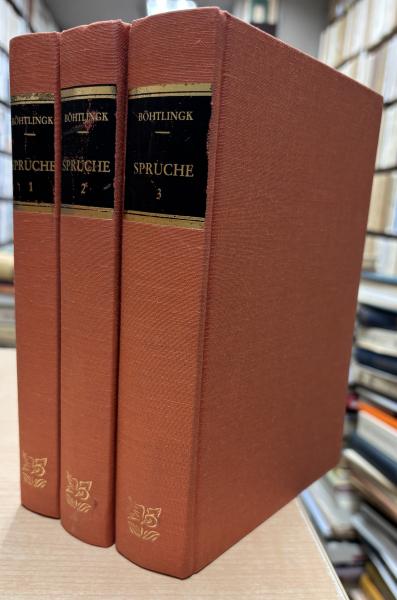 BÖHTLINGK
SPRÜCHE
1
BÖHTLINGK
SPRÜCHE
2
BÖHTLINGK
SPRÜCHE
3